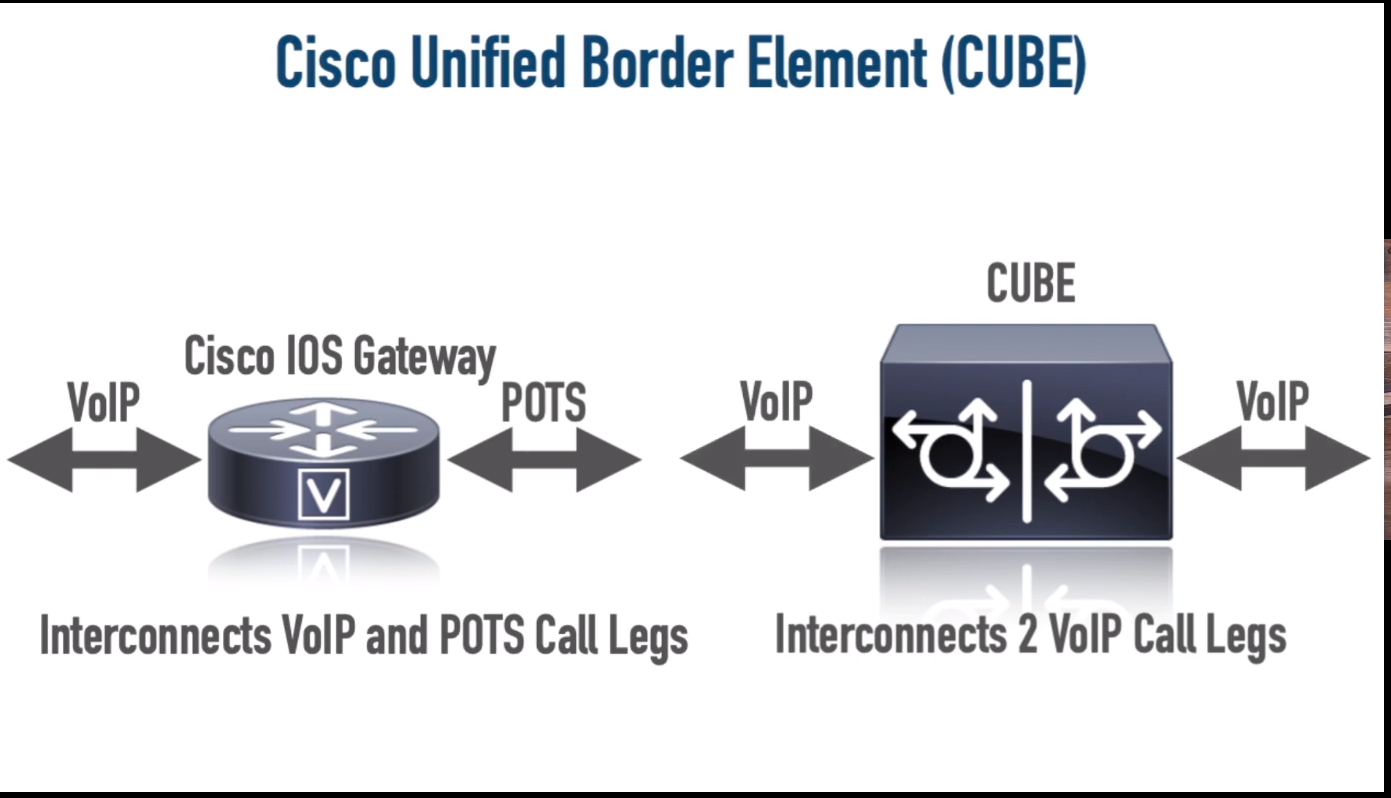 Cisco Unified Border Element (CUBE)
CUBE
Cisco IOS Gateway
VoIP
POTS
VoIP
VoIP
V
Interconnects VoIP and POTS Call Legs
Interconnects 2 VoIP Call Legs